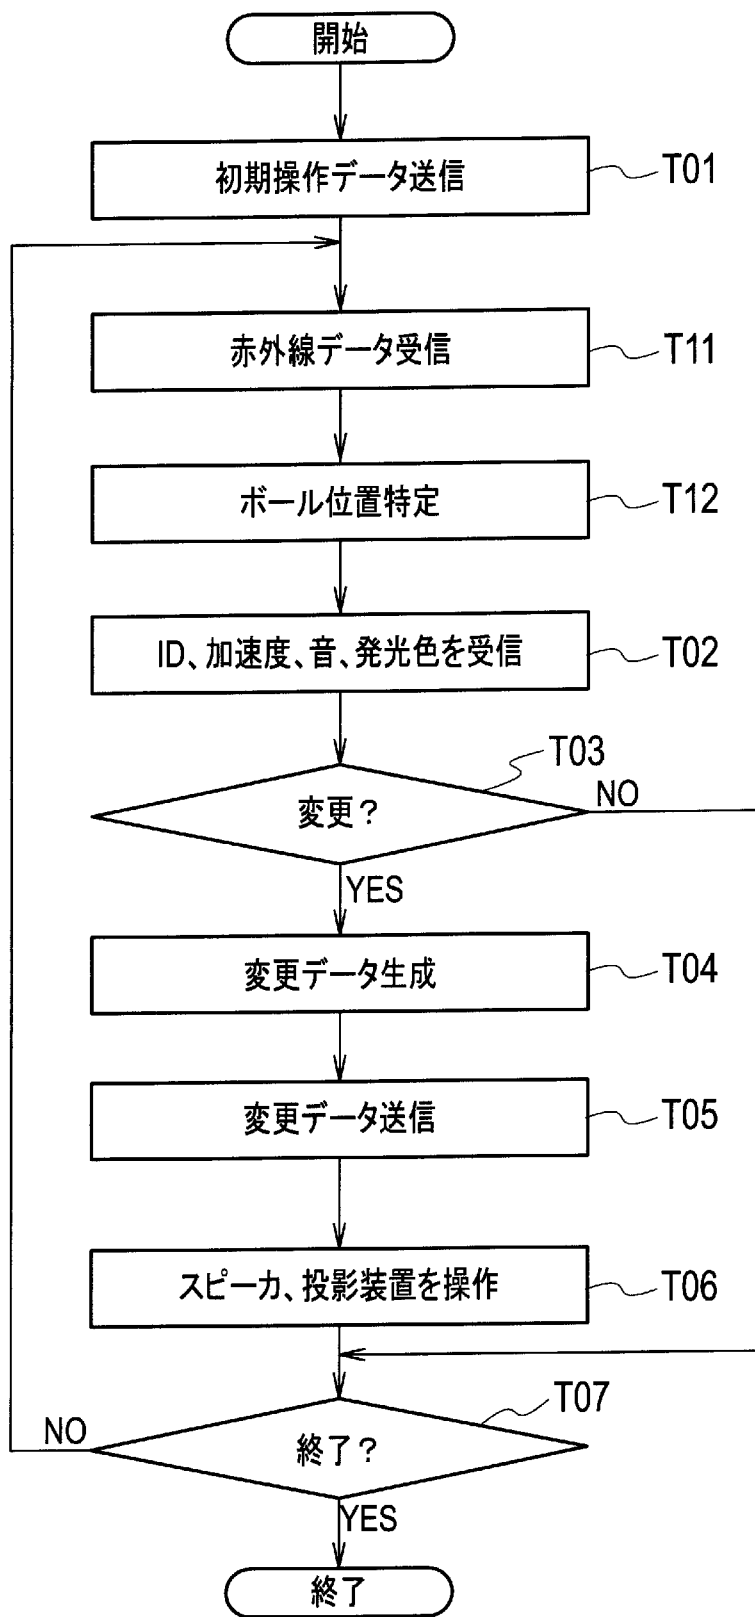 開始
初期操作データ送信
T01
赤外線データ受信
T11
ボール位置特定
T12
ID、加速度、音、発光色を受信
T02
T03
変更?
NO
YES
変更データ生成
T04
変更データ送信
T05
スピーカ、投影装置を操作
T06
T07
NO
終了?
YES
終了